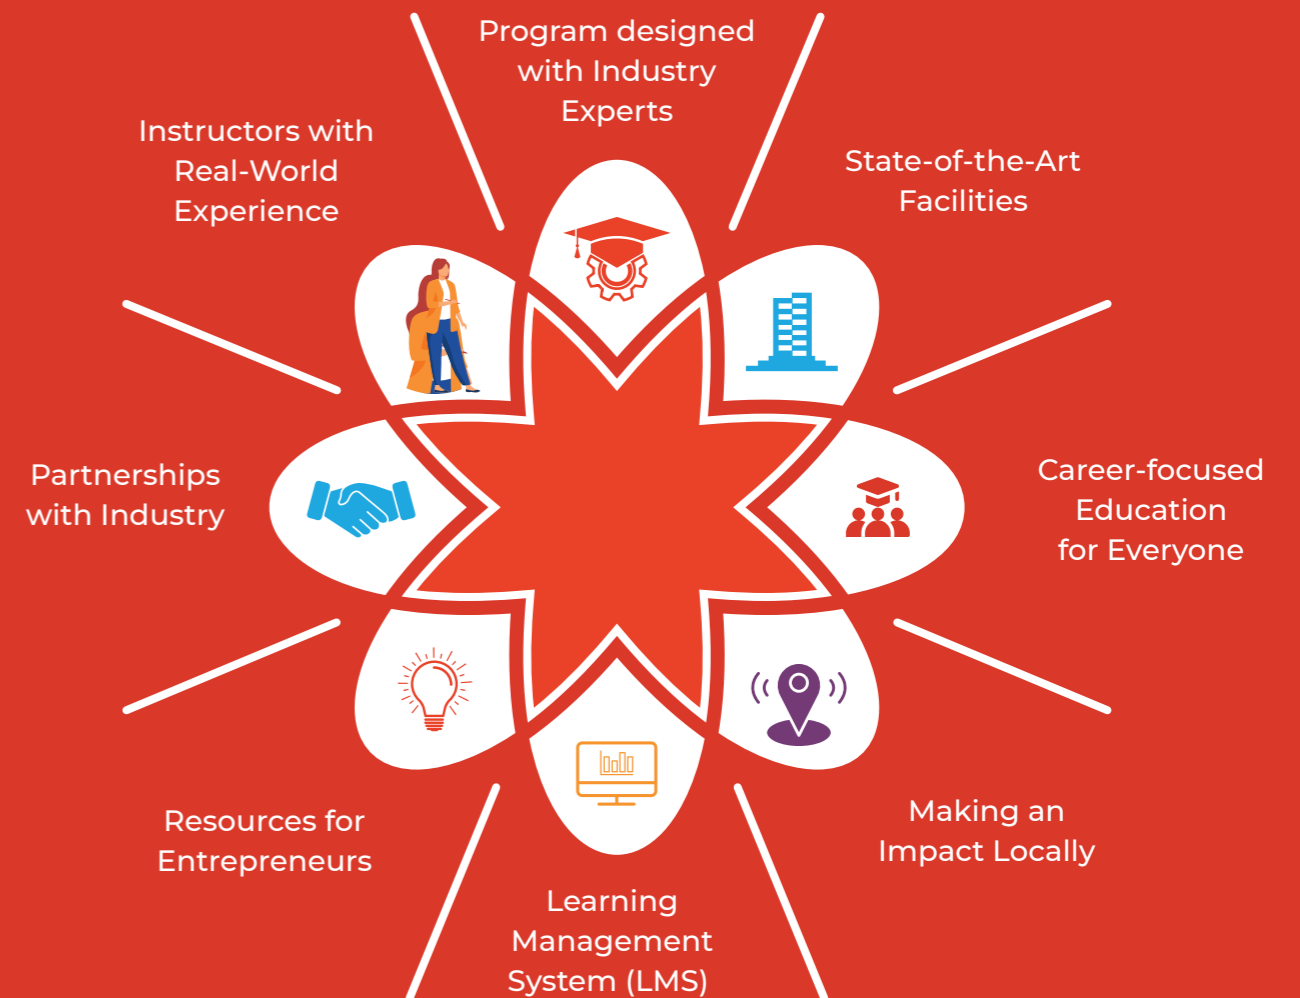 Program designed
with Industry
Experts
Instructors with
Real-World
Experience
State-of-the-Art
Facilities
Partnerships
with Industry
Career-focused
Education
for Everyone
Resources for
Entrepreneurs
Making an
Impact Locally
Learning
Management
System (LMS)